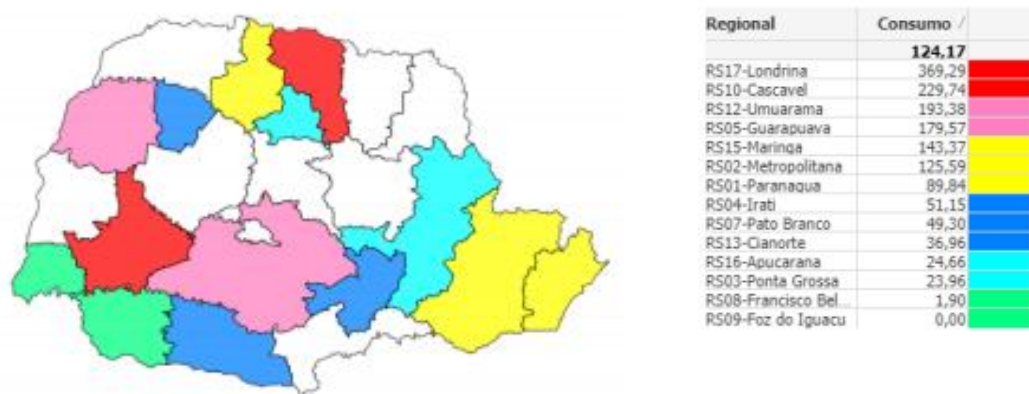 Regional Consumo /
124,17
RS17-Londrina 369,29
RS10-Cascavel 229,74
RS12-Umuarama 193,38
RS05-Guarapuava 179,57
RS15-Maringa 143,37
RS02-Metropolitana 125,59
RS01-Paranagua 89,84
RS04-Irati 51,15
RS07-Pato Branco 49,30
RS13-Cianorte 36,96
RS16-Apucarana 24,66
RS03-Ponta Grossa 23,96
RS08-Francisco Bel... 1,90
RS09-Foz do Iguacu 0,00